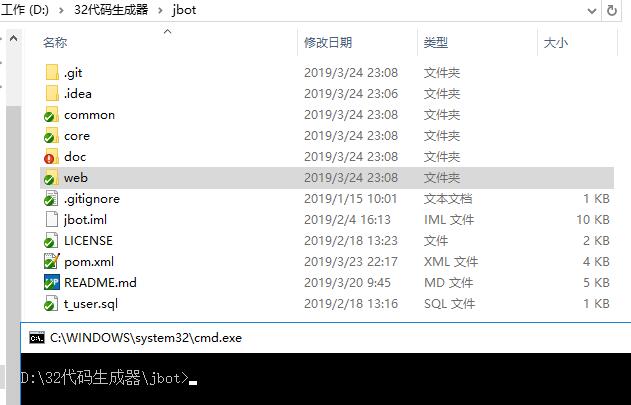 工作 (D:) > 32代码生成器 > jbot
名称 修改日期 类型 大小
.git 2019/3/24 23:08 文件夹
.idea 2019/3/24 23:06 文件夹
common 2019/3/24 23:08 文件夹
core 2019/3/24 23:08 文件夹
doc 2019/3/24 23:08 文件夹
web 2019/3/24 23:08 文件夹
.gitignore 2019/1/15 10:01 文本文档 1 KB
jbot.iml 2019/2/4 16:13 IML 文件 10 KB
LICENSE 2019/2/18 13:23 文件 2 KB
pom.xml 2019/3/23 22:17 XML 文件 4 KB
README.md 2019/3/20 9:45 MD 文件 5 KB
t_user.sql 2019/2/18 13:16 SQL 文件 1 KB
C:\WINDOWS\system32\cmd.exe
D:\32代码生成器\jbot>